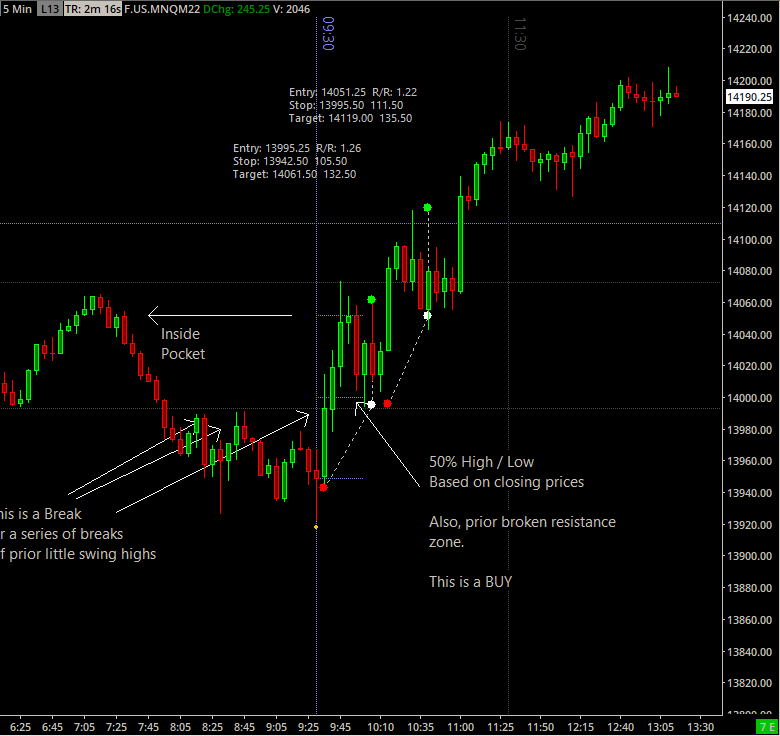 5 Min L13 TR: 2m 16s F.US.MNQM22 DChg: 245.25 V: 2046
09:30
11:30
14240.00
14220.00
14200.00
14190.25
14180.00
14160.00
14140.00
14120.00
14100.00
14080.00
14060.00
14040.00
14020.00
14000.00
13980.00
13960.00
13940.00
13920.00
13900.00
13880.00
13860.00
13840.00
13820.00
13800.00
Entry: 14051.25 R/R: 1.22
Stop: 13995.50 111.50
Target: 14119.00 135.50
Entry: 13995.25 R/R: 1.26
Stop: 13942.50 105.50
Target: 14061.50 132.50
Inside
Pocket
50% High / Low
Based on closing prices
Also, prior broken resistance
zone.
This is a BUY
his is a Break
r a series of breaks
f prior little swing highs
6:25 6:45 7:05 7:25 7:45 8:05 8:25 8:45 9:05 9:25 9:45 10:10 10:35 11:00 11:25 11:50 12:15 12:40 13:05 13:30
7 E